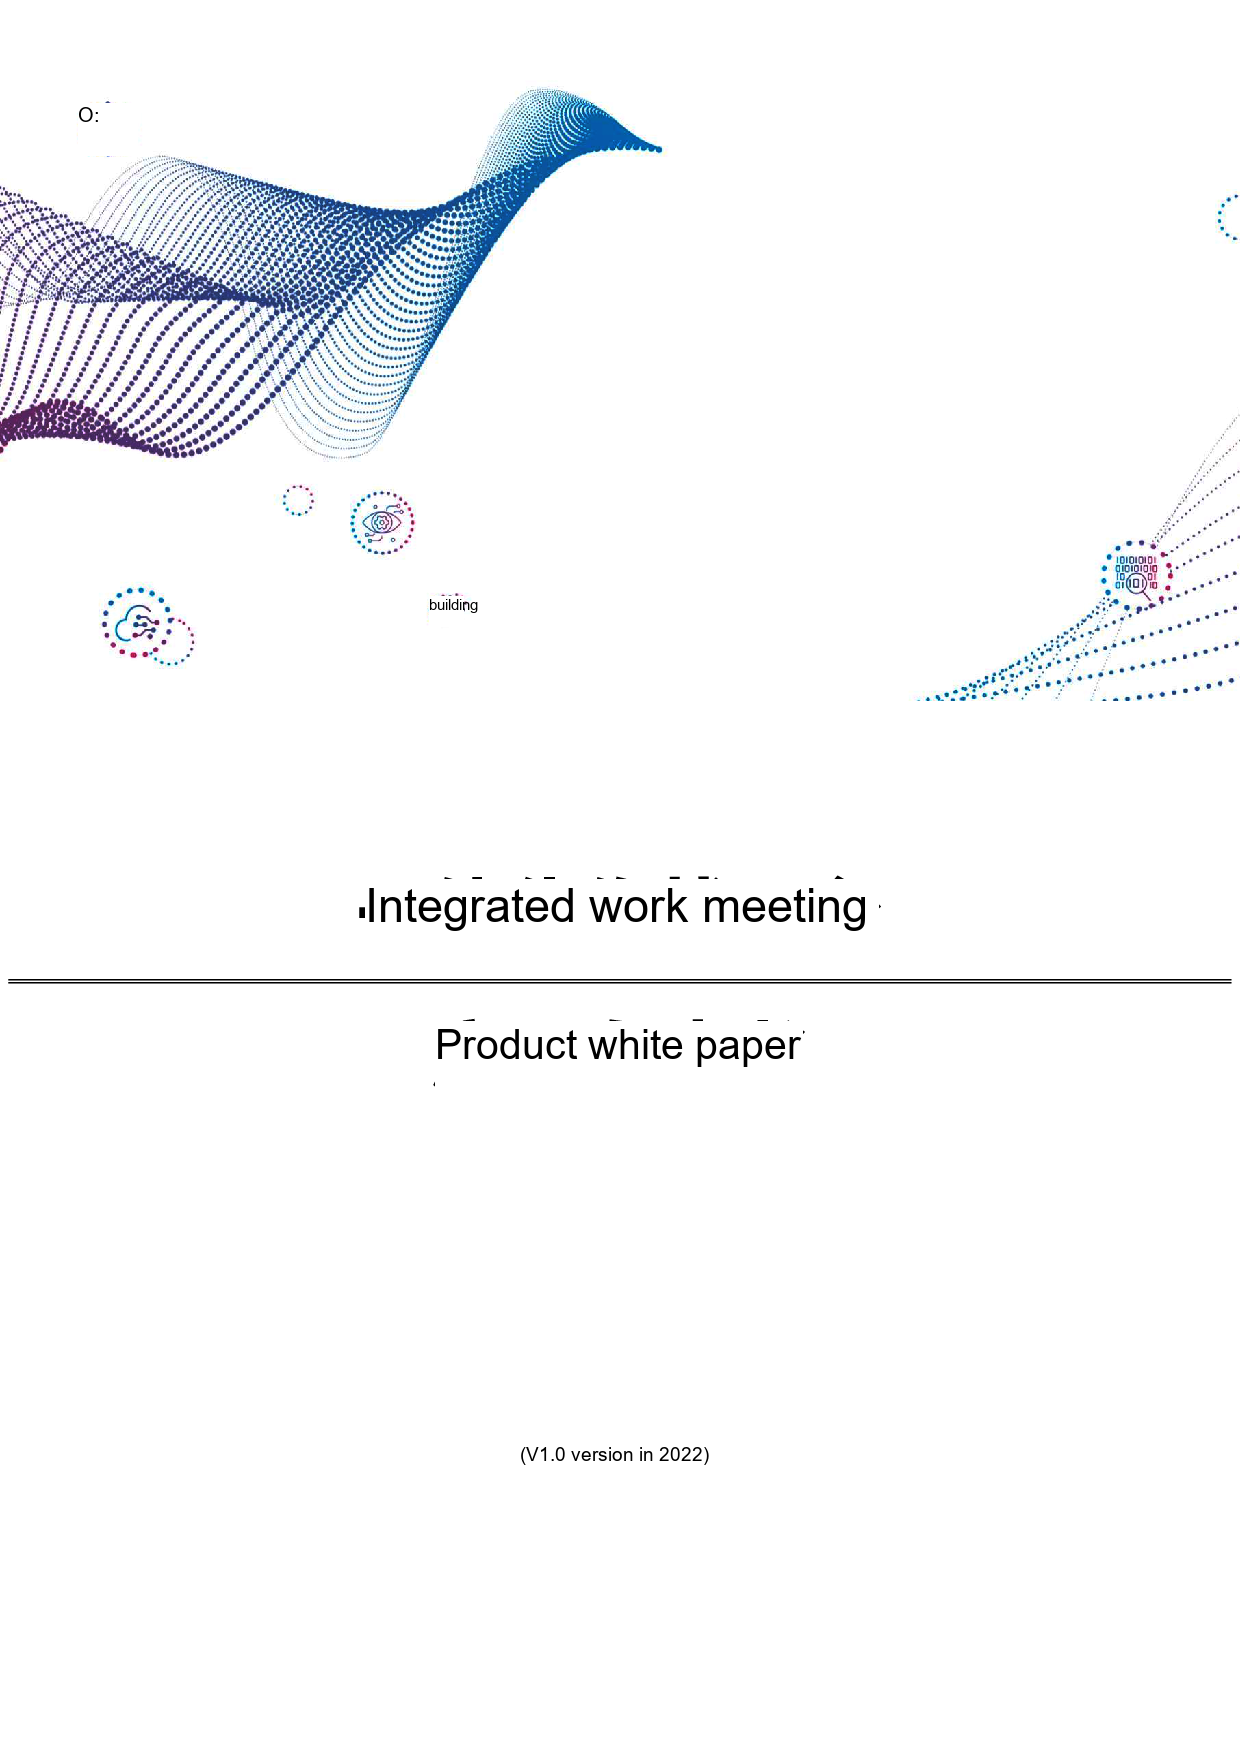 O:
building
Integrated work meeting
Product white paper
(V1.0 version in 2022)